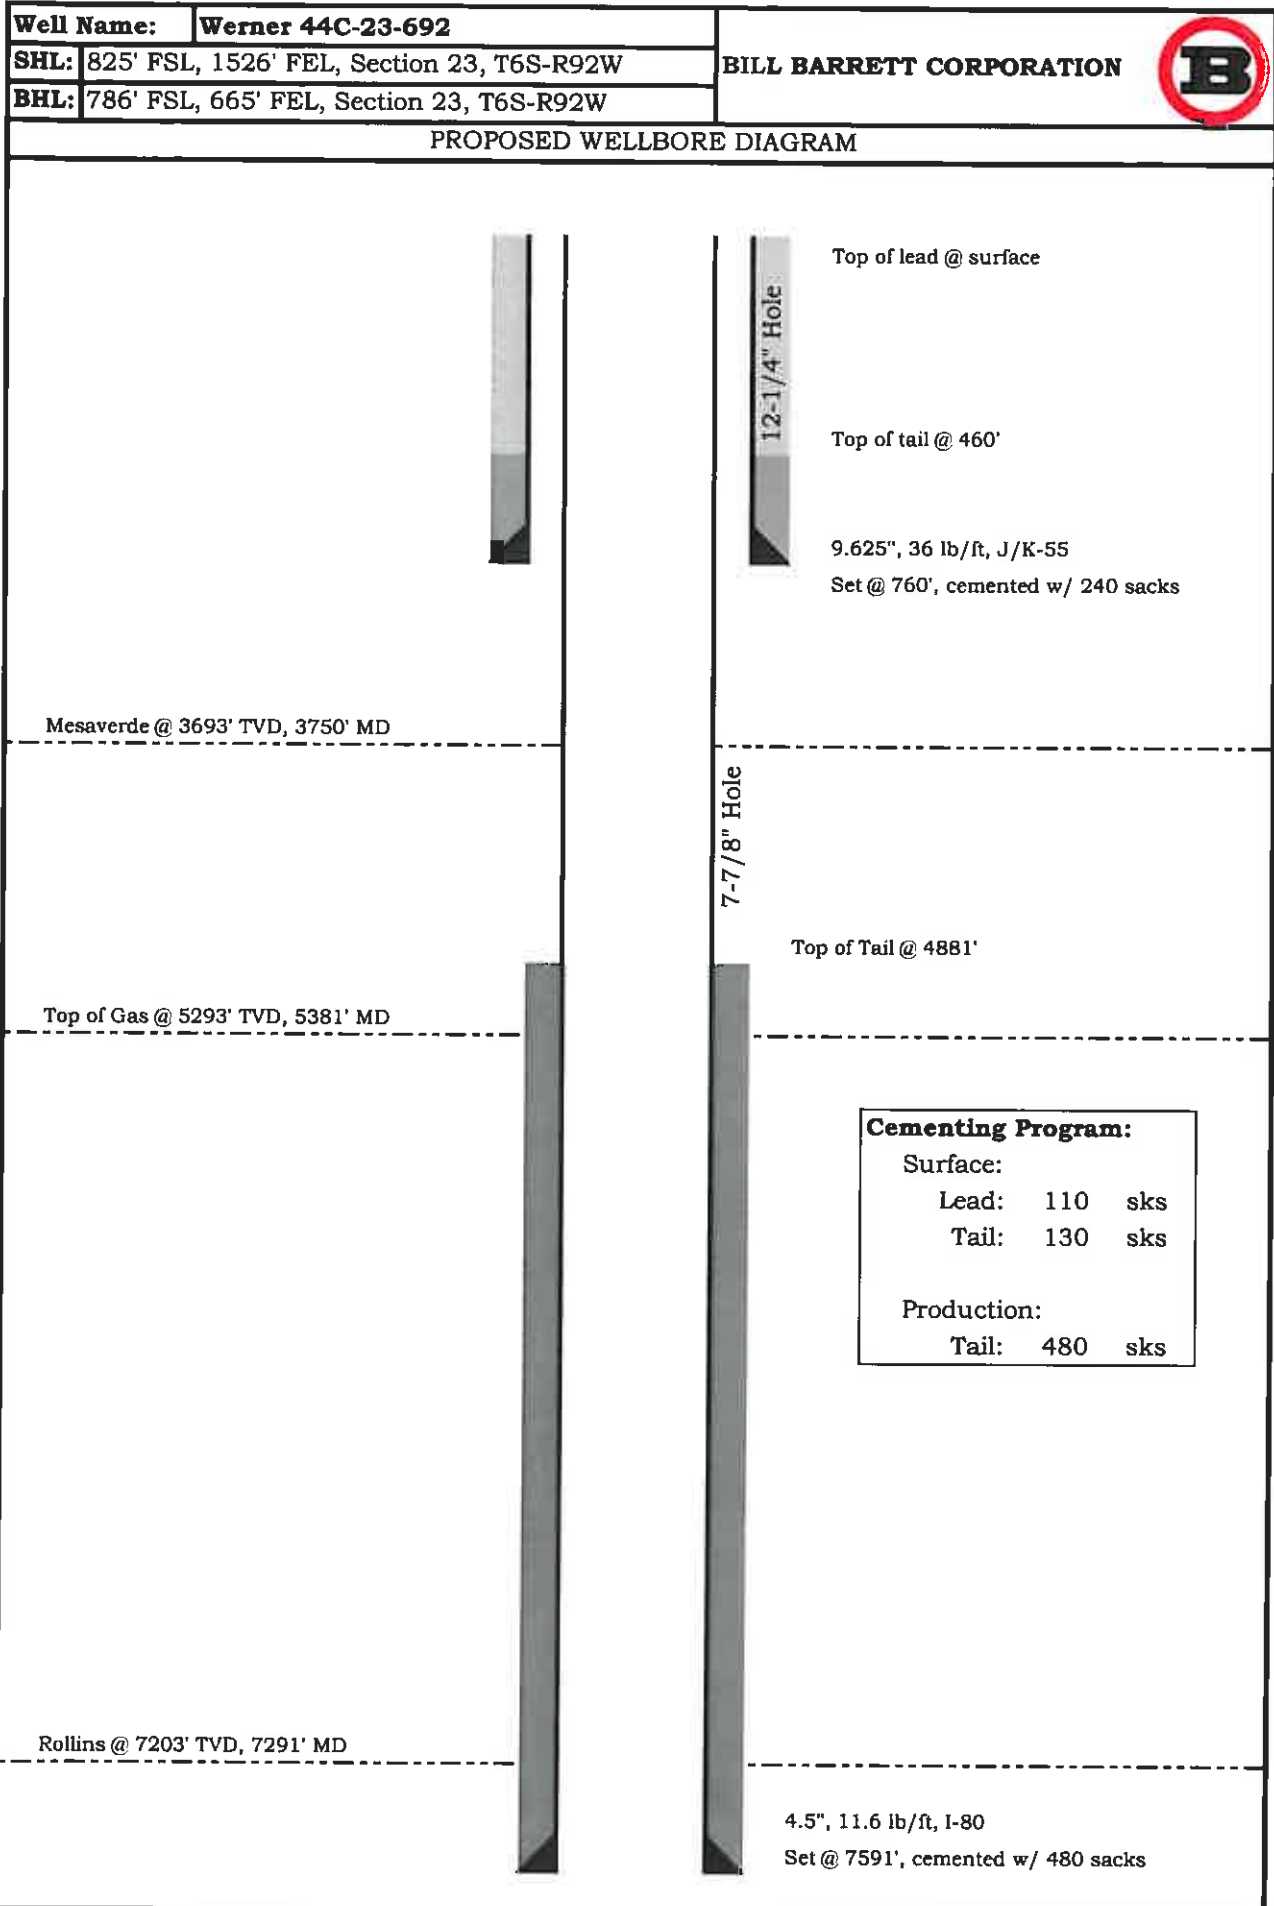 Well Name: Werner 44C-23-692
SHL: 825' FSL, 1526' FEL, Section 23, T6S-R92W
BHL: 786' FSL, 665' FEL, Section 23, T6S-R92W
BILL BARRETT CORPORATION
B
PROPOSED WELLBORE DIAGRAM
Top of lead @ surface
12-1/4" Hole
Top of tail @ 460'
9.625", 36 lb/ft, J/K-55
Set @ 760', cemented w/ 240 sacks
Mesaverde @ 3693' TVD, 3750' MD
7-7/8" Hole
Top of Tail @ 4881'
Top of Gas @ 5293' TVD, 5381' MD
Cementing Program:
Surface:
Lead: 110 sks
Tail: 130 sks
Production:
Tail: 480 sks
Rollins @ 7203' TVD, 7291' MD
4.5", 11.6 lb/ft, I-80
Set @ 7591', cemented w/ 480 sacks